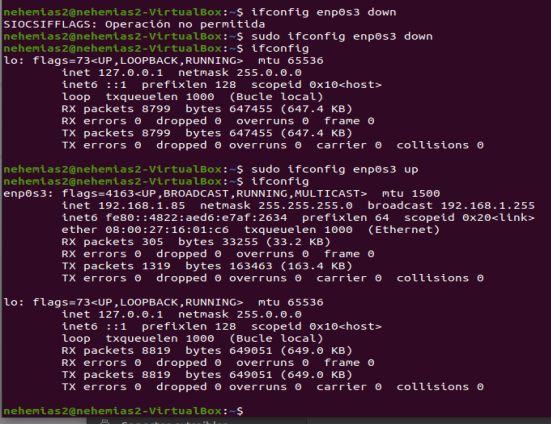 nehemias2@nehemias2-VirtualBox:~$ ifconfig enp0s3 down
SIOCSIFFLAGS: Operación no permitida
nehemias2@nehemias2-VirtualBox:~$ sudo ifconfig enp0s3 down
nehemias2@nehemias2-VirtualBox:~$ ifconfig
lo: flags=73<UP,LOOPBACK,RUNNING>  mtu 65536
        inet 127.0.0.1  netmask 255.0.0.0
        inet6 ::1  prefixlen 128  scopeid 0x10<host>
        loop  txqueuelen 1000  (Bucle local)
        RX packets 8799  bytes 647455 (647.4 KB)
        RX errors 0  dropped 0  overruns 0  frame 0
        TX packets 8799  bytes 647455 (647.4 KB)
        TX errors 0  dropped 0 overruns 0  carrier 0  collisions 0

nehemias2@nehemias2-VirtualBox:~$ sudo ifconfig enp0s3 up
nehemias2@nehemias2-VirtualBox:~$ ifconfig
enp0s3: flags=4163<UP,BROADCAST,RUNNING,MULTICAST>  mtu 1500
        inet 192.168.1.85  netmask 255.255.255.0  broadcast 192.168.1.255
        inet6 fe80::4822:aed6:e7af:2634  prefixlen 64  scopeid 0x20<link>
        ether 08:00:27:16:01:c6  txqueuelen 1000  (Ethernet)
        RX packets 305  bytes 33255 (33.2 KB)
        RX errors 0  dropped 0  overruns 0  frame 0
        TX packets 1319  bytes 163463 (163.4 KB)
        TX errors 0  dropped 0 overruns 0  carrier 0  collisions 0

lo: flags=73<UP,LOOPBACK,RUNNING>  mtu 65536
        inet 127.0.0.1  netmask 255.0.0.0
        inet6 ::1  prefixlen 128  scopeid 0x10<host>
        loop  txqueuelen 1000  (Bucle local)
        RX packets 8819  bytes 649051 (649.0 KB)
        RX errors 0  dropped 0  overruns 0  frame 0
        TX packets 8819  bytes 649051 (649.0 KB)
        TX errors 0  dropped 0 overruns 0  carrier 0  collisions 0

nehemias2@nehemias2-VirtualBox:~$